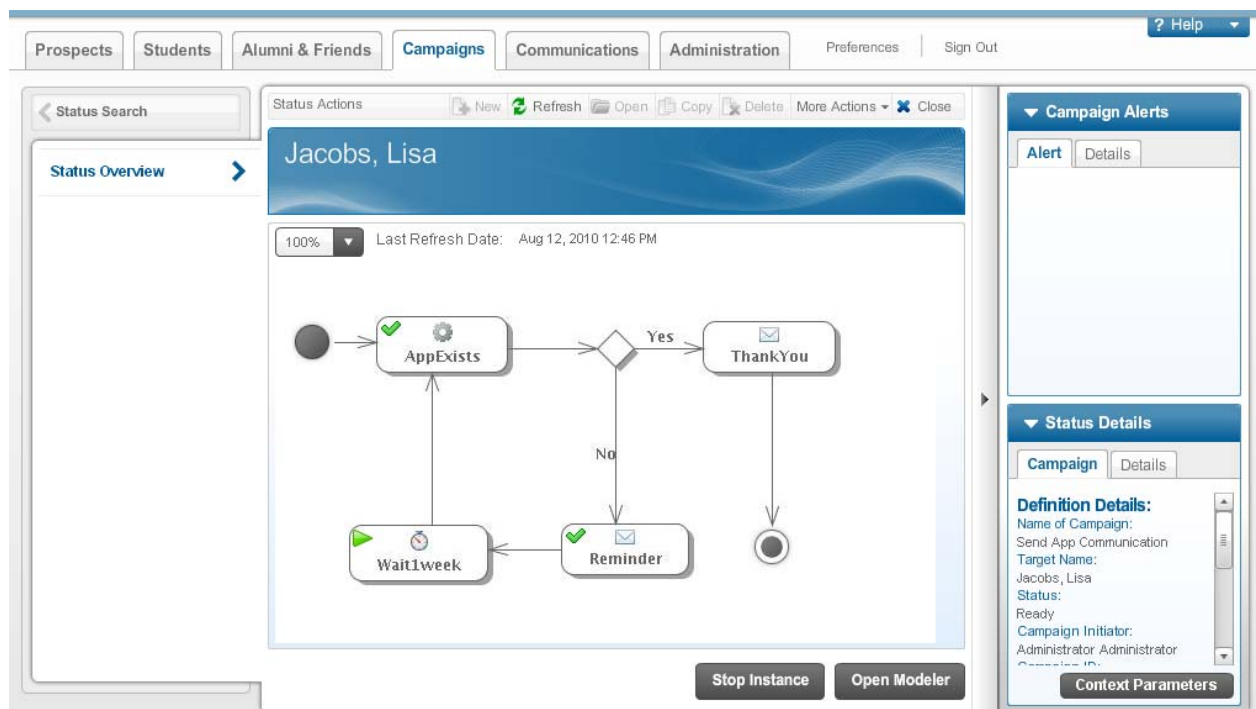 ? Help
Prospects
Students
Alumni & Friends
Campaigns
Communications
Administration
Preferences
Sign Out
Status Search
Status Overview
Status Actions
New
Refresh
Open
Copy
Delete
More Actions
Close
Jacobs, Lisa
100%
Last Refresh Date: Aug 12, 2010 12:46 PM
AppExists
Yes
ThankYou
No
Wait1week
Reminder
Stop Instance
Open Modeler
Campaign Alerts
Alert
Details
Status Details
Campaign
Details
Definition Details:
Name of Campaign:
Send App Communication
Target Name:
Jacobs, Lisa
Status:
Ready
Campaign Initiator:
Administrator Administrator
Campaign ID:
Context Parameters